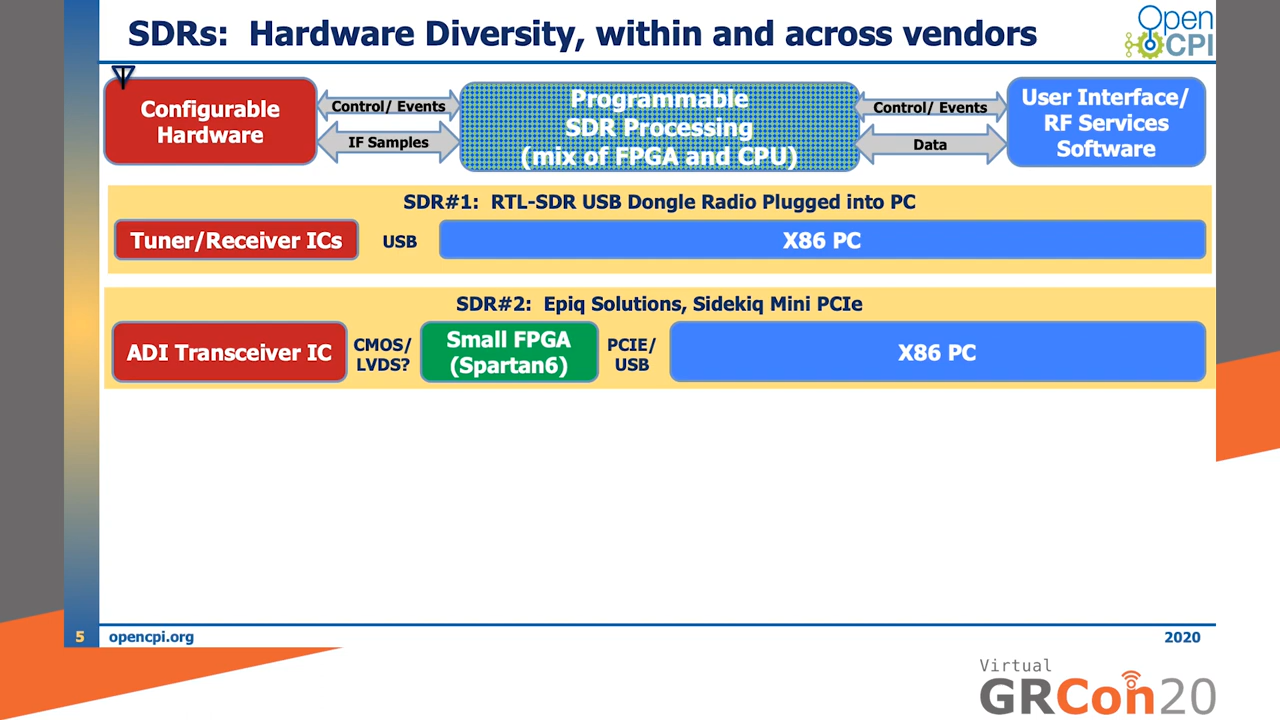 SDRs: Hardware Diversity, within and across vendors
Open
CPI
Configurable
Hardware
Control/ Events
IF Samples
Programmable
SDR Processing
(mix of FPGA and CPU)
Control/ Events
Data
User Interface/
RF Services
Software
SDR#1: RTL-SDR USB Dongle Radio Plugged into PC
Tuner/Receiver ICs
USB
X86 PC
SDR#2: Epiq Solutions, Sidekiq Mini PCIe
ADI Transceiver IC
CMOS/
LVDS?
Small FPGA
(Spartan6)
PCIE/
USB
X86 PC
5
opencpi.org
2020
Virtual
GRCon20